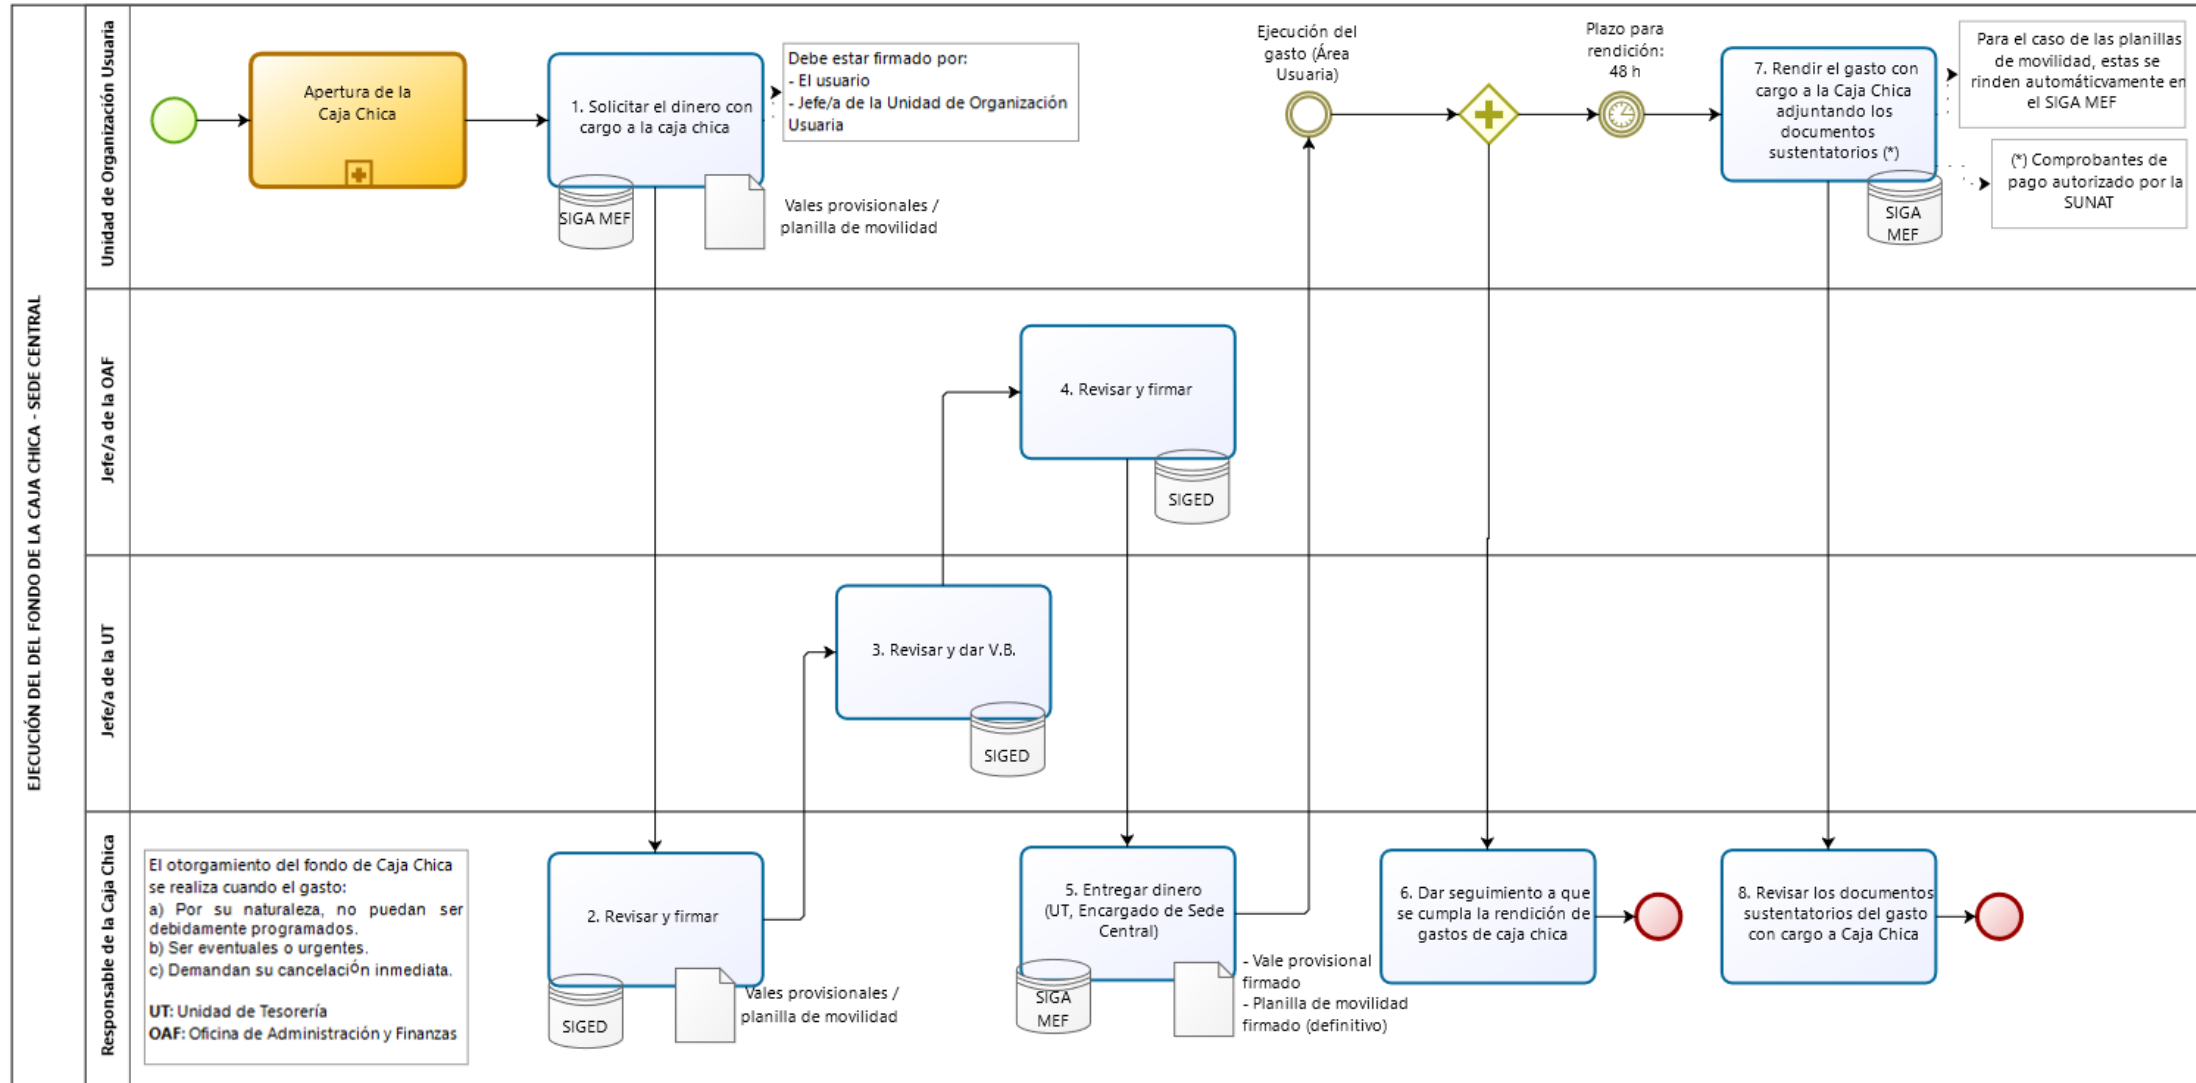 EJECUCIÓN DEL DEL FONDO DE LA CAJA CHICA - SEDE CENTRAL
Unidad de Organización Usuaria
Apertura de la
Caja Chica
1. Solicitar el dinero con
cargo a la caja chica
SIGA MEF
Vales provisionales /
planilla de movilidad
Debe estar firmado por:
- El usuario
- Jefe/a de la Unidad de Organización
Usuaria
Ejecución del
gasto (Área
Usuaria)
Plazo para
rendición:
48 h
7. Rendir el gasto con
cargo a la Caja Chica
adjuntando los
documentos
sustentatorios (*)
SIGA
MEF
Para el caso de las planillas
de movilidad, estas se
rinden automáticvamente en
el SIGA MEF
(*) Comprobantes de
pago autorizado por la
SUNAT
Jefe/a de la OAF
4. Revisar y firmar
SIGED
Jefe/a de la UT
3. Revisar y dar V.B.
SIGED
Responsable de la Caja Chica
El otorgamiento del fondo de Caja Chica
se realiza cuando el gasto:
a) Por su naturaleza, no puedan ser
debidamente programados.
b) Ser eventuales o urgentes.
c) Demandan su cancelación inmediata.
UT: Unidad de Tesorería
OAF: Oficina de Administración y Finanzas
2. Revisar y firmar
SIGED
Vales provisionales /
planilla de movilidad
5. Entregar dinero
(UT, Encargado de Sede
Central)
SIGA
MEF
- Vale provisional
firmado
- Planilla de movilidad
firmado (definitivo)
6. Dar seguimiento a que
se cumpla la rendición de
gastos de caja chica
8. Revisar los documentos
sustentatorios del gasto
con cargo a Caja Chica